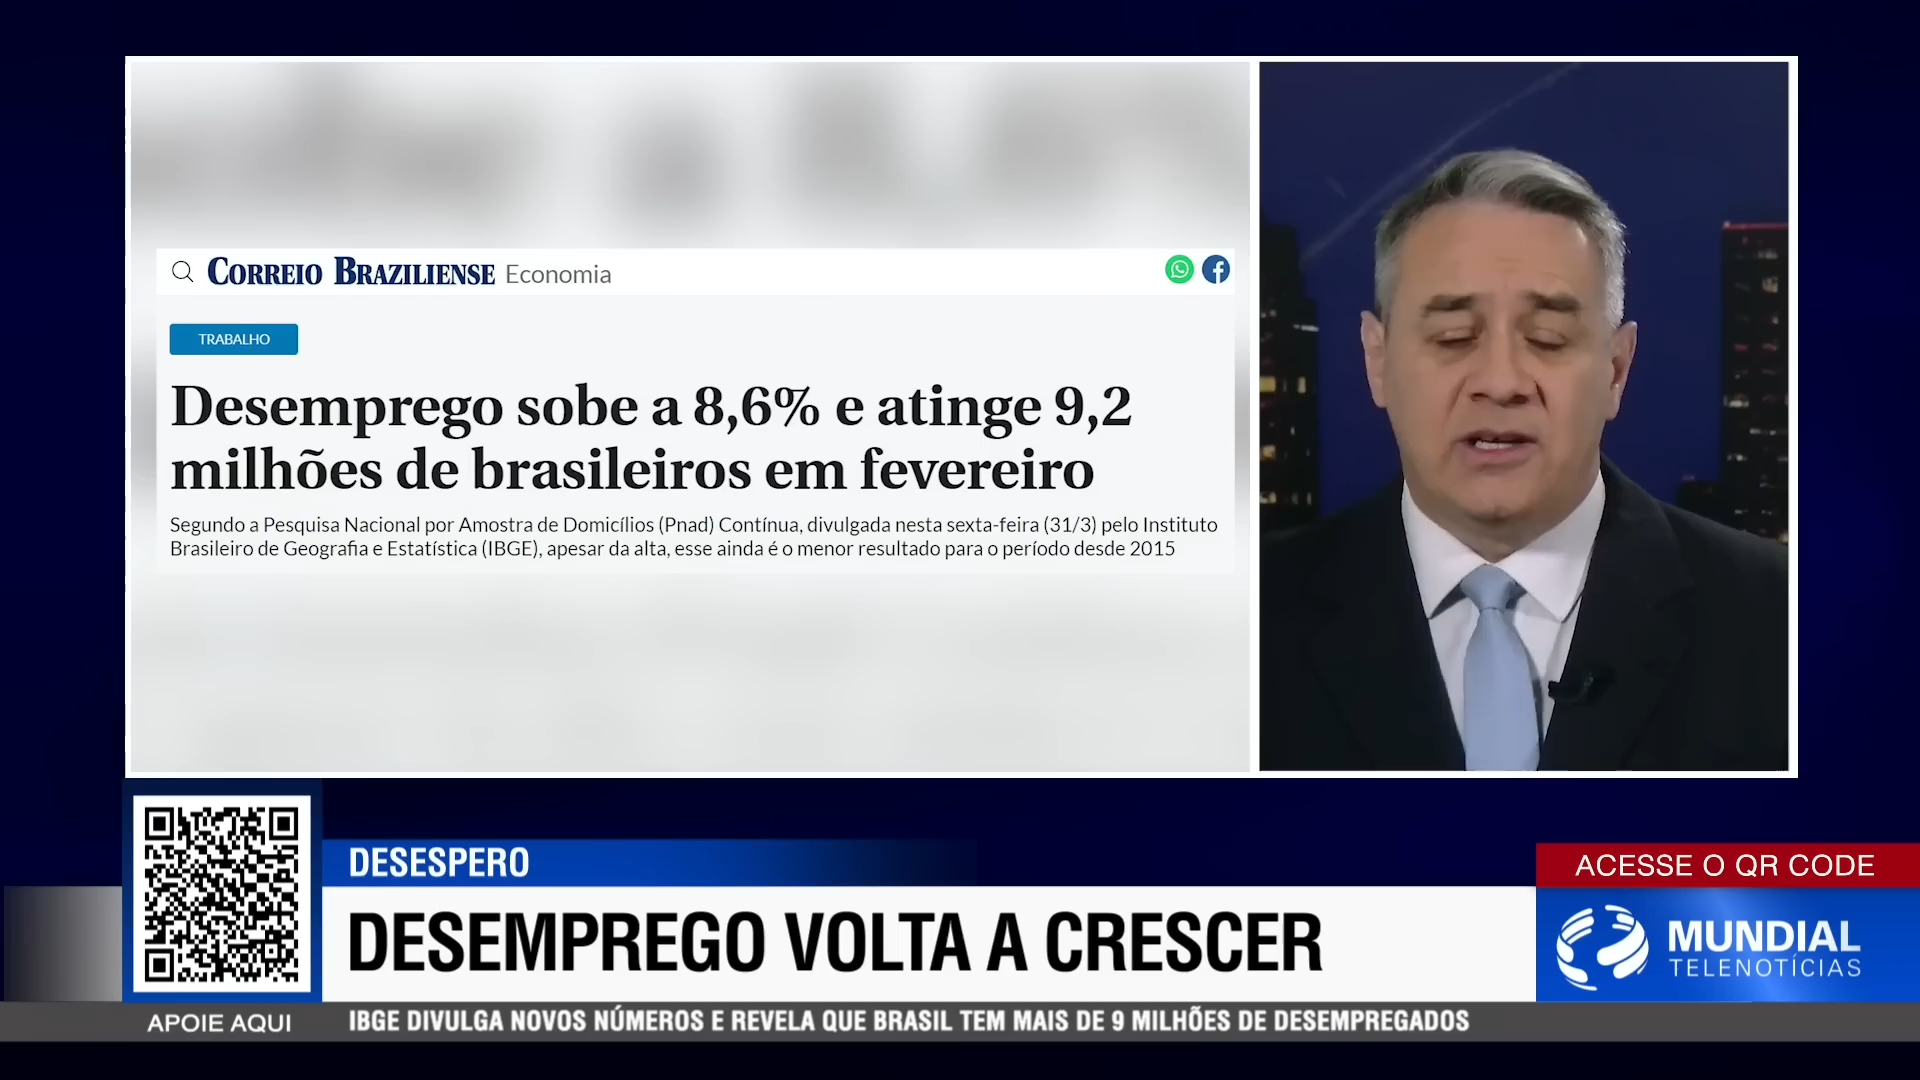 CORREIO BRAZILIENSE Economia
TRABALHO
Desemprego sobe a 8,6% e atinge 9,2
milhões de brasileiros em fevereiro
Segundo a Pesquisa Nacional por Amostra de Domicílios (Pnad) Contínua, divulgada nesta sexta-feira (31/3) pelo Instituto
Brasileiro de Geografia e Estatística (IBGE), apesar da alta, esse ainda é o menor resultado para o período desde 2015
DESESPERO
DESEMPREGO VOLTA A CRESCER
ACESSE O QR CODE
MUNDIAL
TELENOTÍCIAS
APOIE AQUI
IBGE DIVULGA NOVOS NÚMEROS E REVELA QUE BRASIL TEM MAIS DE 9 MILHÕES DE DESEMPREGADOS